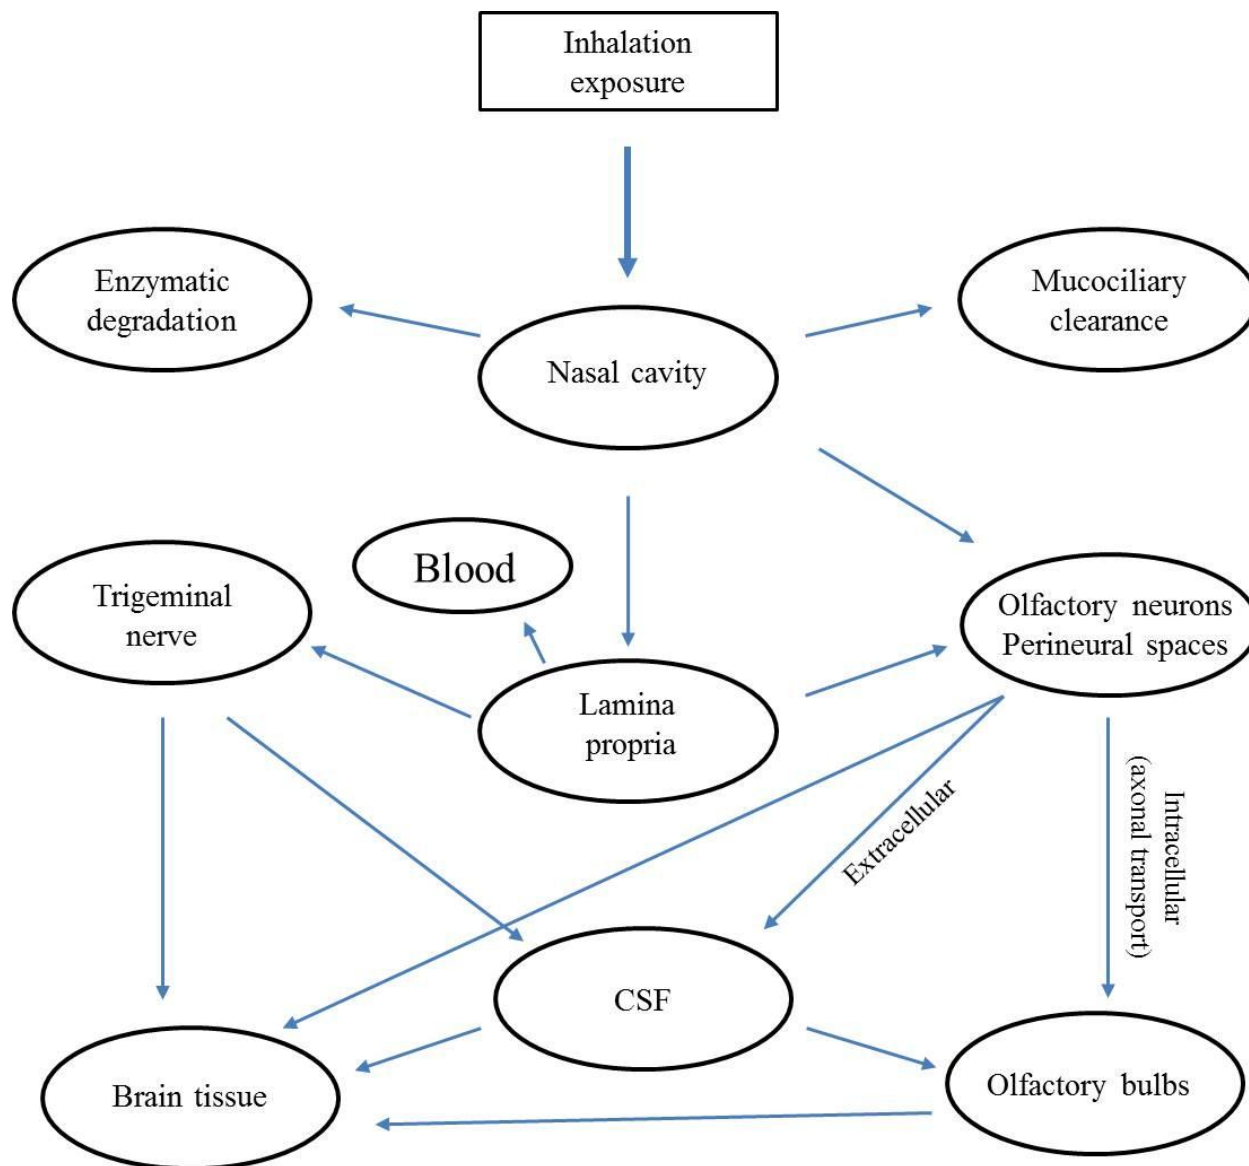 Inhalation
exposure
Enzymatic
degradation
Mucociliary
clearance
Nasal cavity
Blood
Trigeminal
nerve
Olfactory neurons
Perineural spaces
Lamina
propria
Extracellular
Intracellular
(axonal transport)
CSF
Brain tissue
Olfactory bulbs